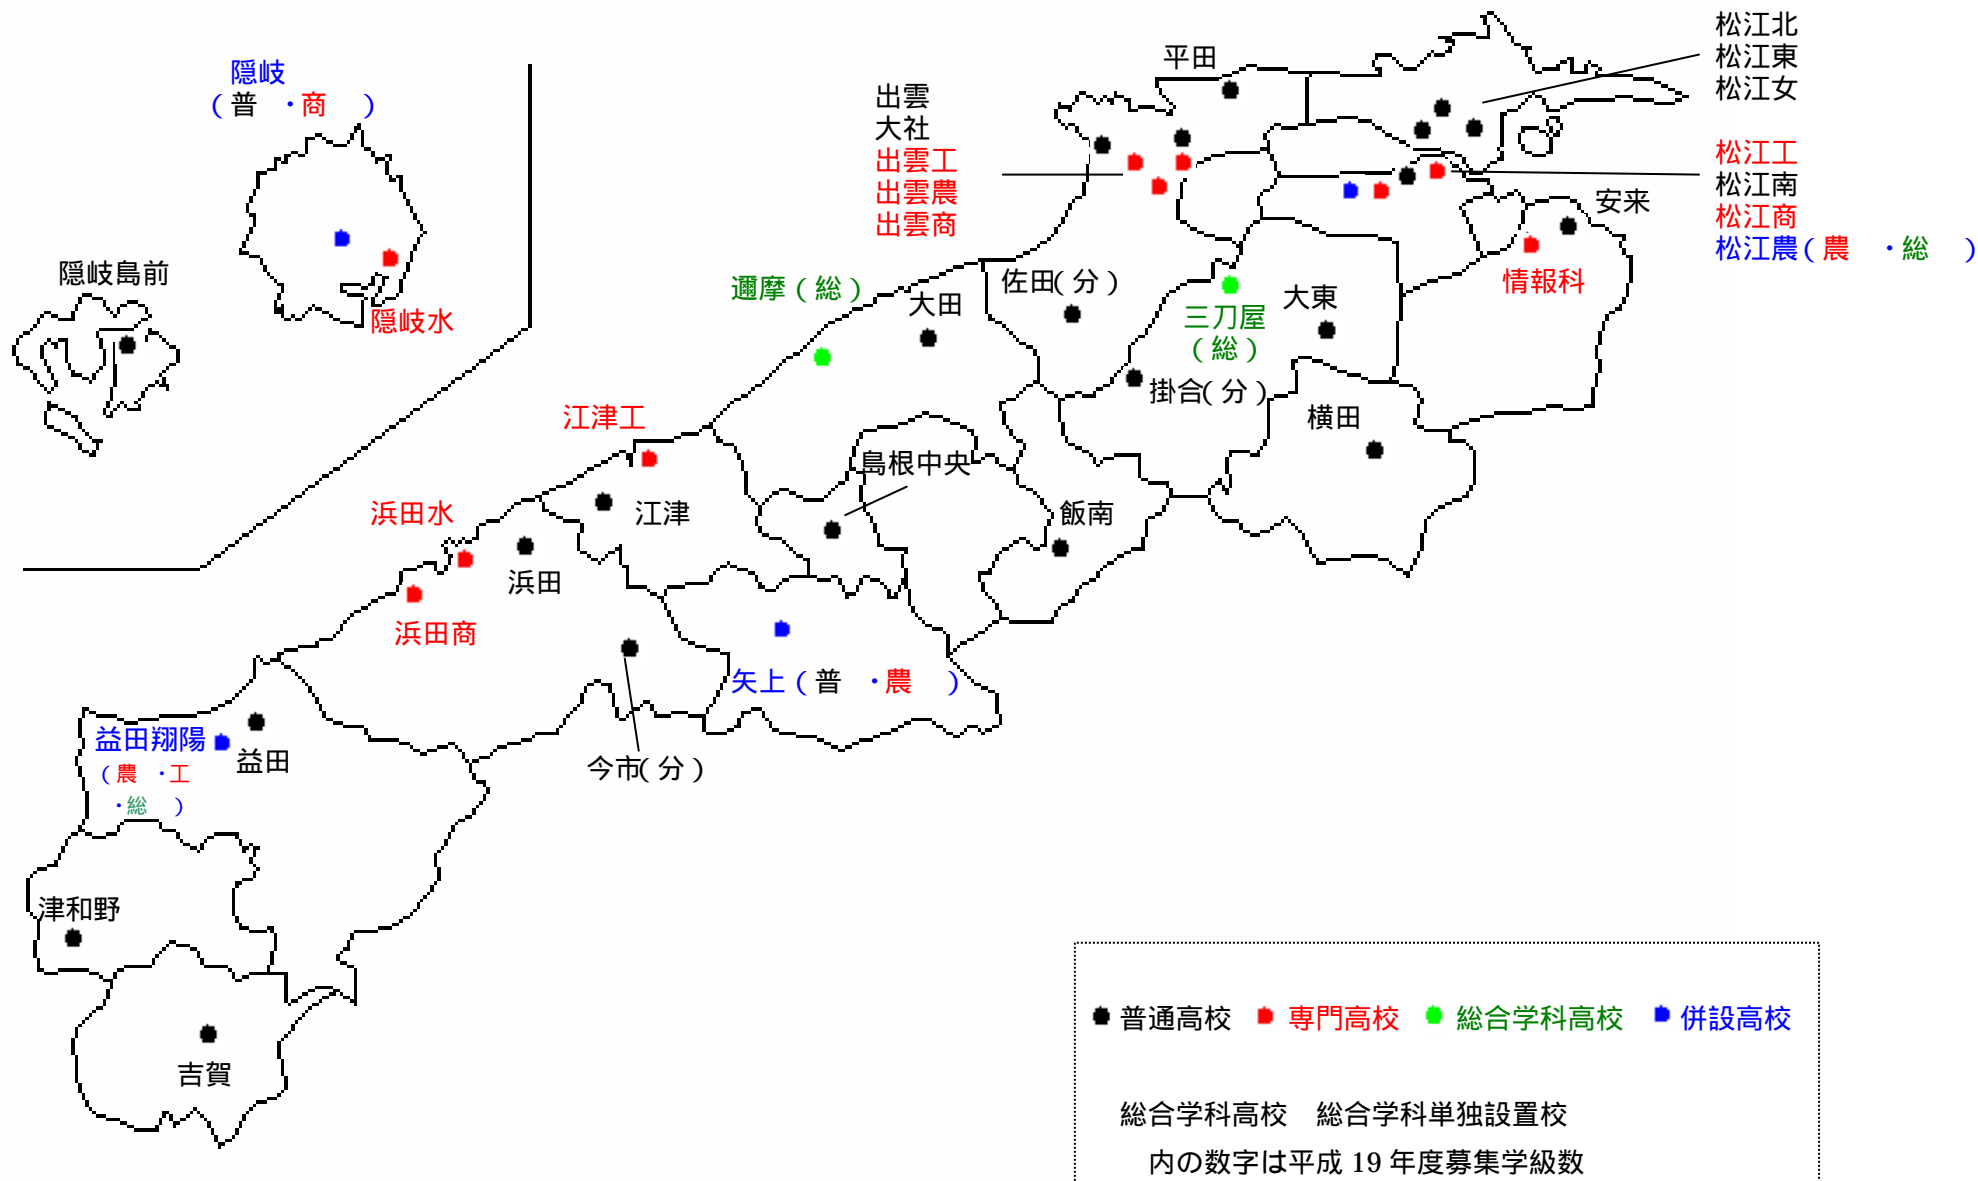 隠岐
(普 ・商 )
隠岐島前
隠岐水
出雲
大社
出雲工
出雲農
出雲商
平田
松江北
松江東
松江女
松江工
松江南
松江商
松江農(農 ・総 )
安来
情報科
邇摩(総)
大田
佐田(分)
三刀屋
(総)
大東
掛合(分)
横田
江津工
江津
島根中央
飯南
浜田水
浜田
浜田商
矢上(普 ・農 )
今市(分)
益田翔陽
(農 ・工
・総 )
益田
津和野
吉賀
普通高校 専門高校 総合学科高校 併設高校
総合学科高校 総合学科単独設置校
内の数字は平成 19 年度募集学級数